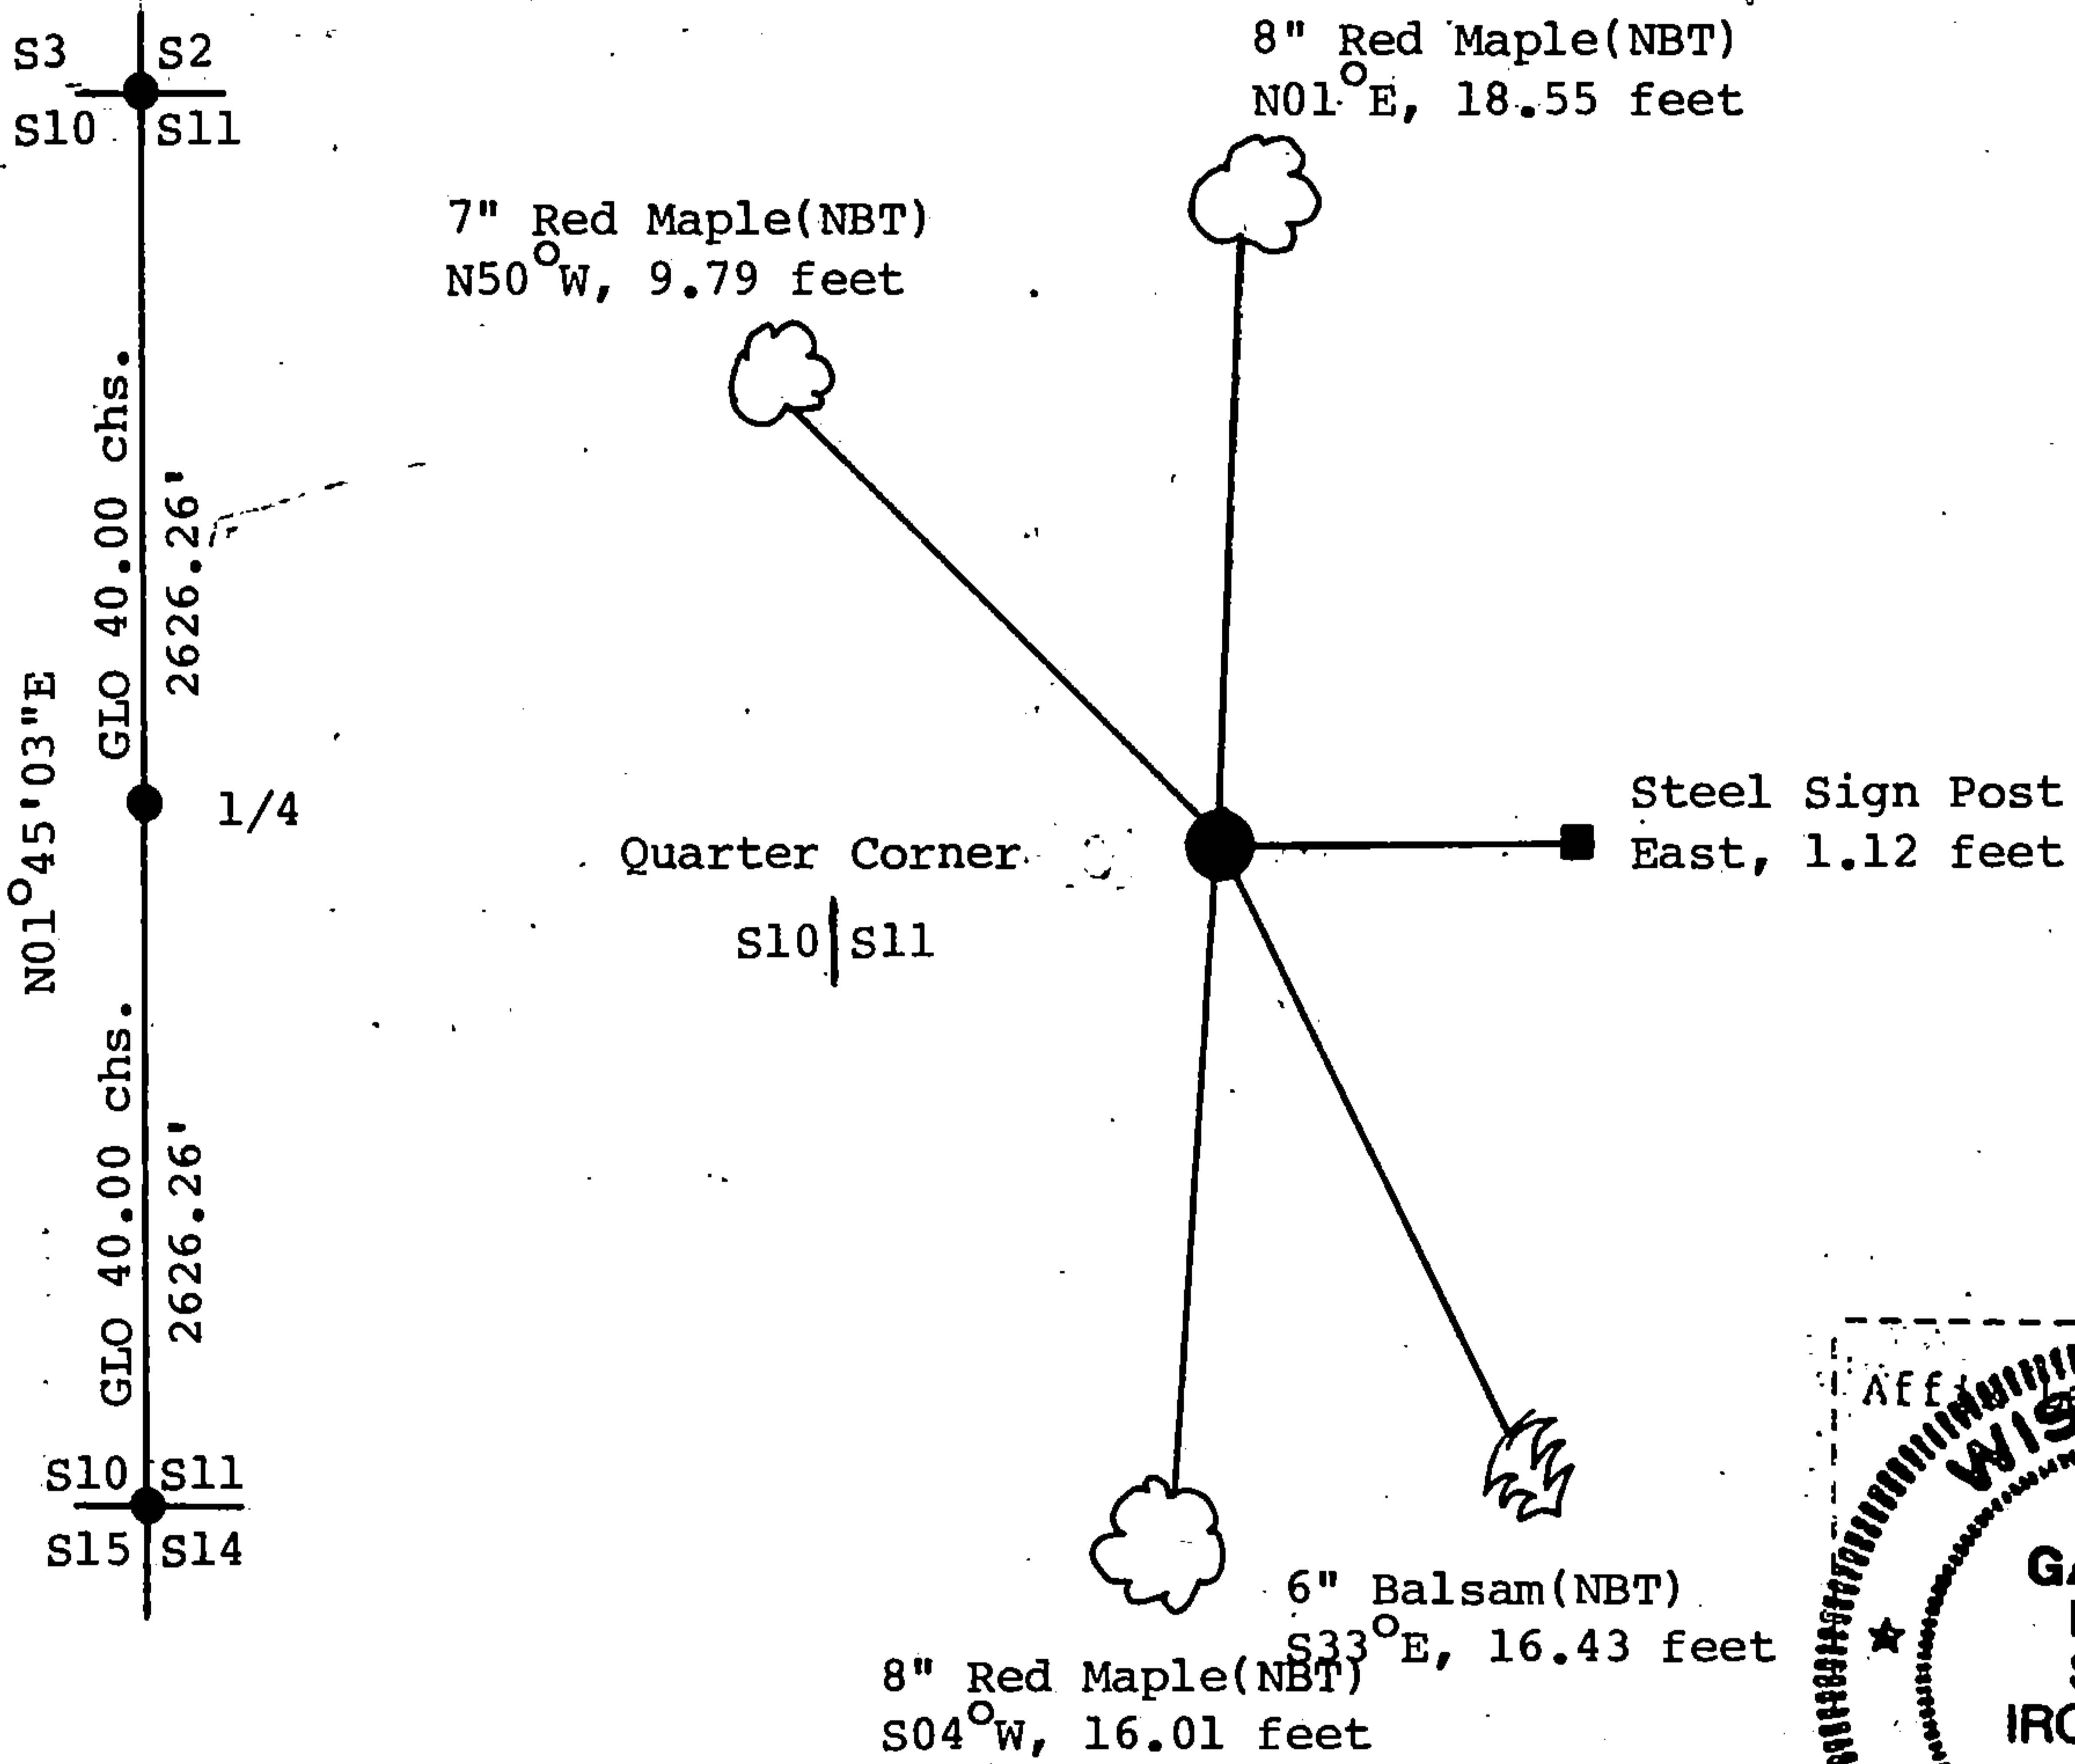 S3 S2
S10 S11
8" Red Maple(NBT)
N01°E, 18.55 feet
7" Red Maple(NBT)
N50°W, 9.79 feet
GLO 40.00 chs.
2626.26'
N01°45'03"E
1/4
Quarter Corner
S10 S11
Steel Sign Post
East, 1.12 feet
GLO 40.00 chs.
2626.26'
S10 S11
S15 S14
6" Balsam(NBT)
S33°E, 16.43 feet
8" Red Maple(NBT)
S04°W, 16.01 feet
WIS
GA
IRO